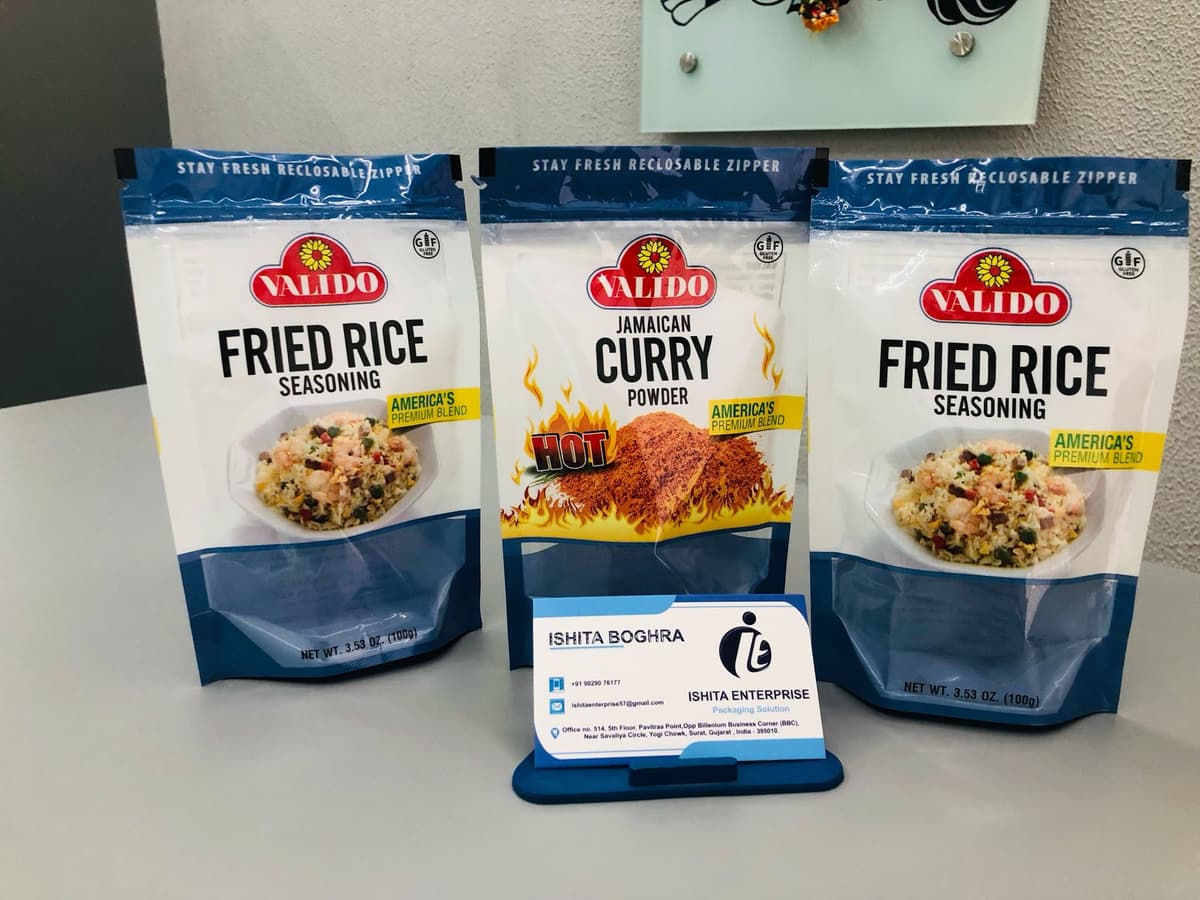 STAY FRESH RECLOSABLE ZIPPER
GF
GLUTEN
FREE
VALIDO
FRIED RICE
SEASONING
AMERICA'S
PREMIUM BLEND
NET WT. 3.53 OZ. (100g)
STAY FRESH RECLOSABLE ZIPPER
GF
GLUTEN
FREE
VALIDO
JAMAICAN
CURRY
POWDER
AMERICA'S
PREMIUM BLEND
HOT
STAY FRESH RECLOSABLE ZIPPER
GF
GLUTEN
FREE
VALIDO
FRIED RICE
SEASONING
AMERICA'S
PREMIUM BLEND
NET WT. 3.53 OZ. (100g)
ISHITA BOGHRA
+91 90290 76177
ishitaenterprise57@gmail.com
ISHITA ENTERPRISE
Packaging Solution
Office no. 514, 5th Floor, Pavitraa Point,Opp Billenium Business Corner (BBC),
Near Savaliya Circle, Yogi Chowk, Surat, Gujarat , India - 395010.